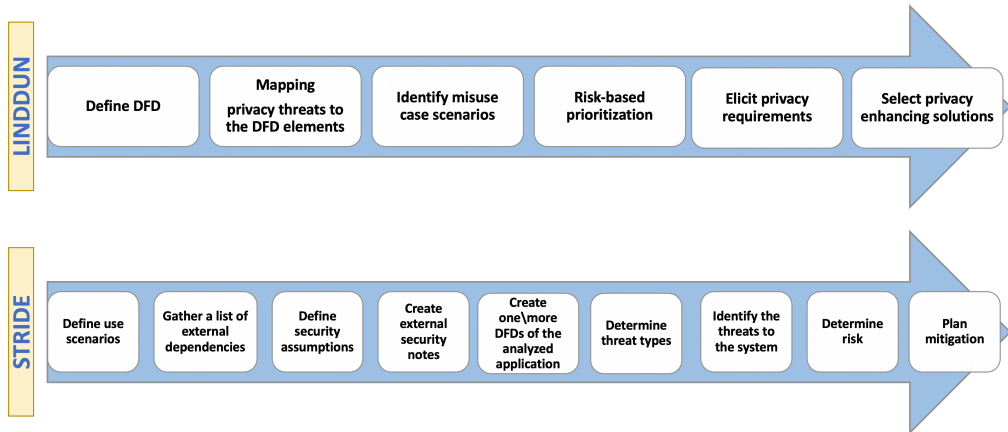 LINDDUN
Define DFD
Mapping
privacy threats to
the DFD elements
Identify misuse
case scenarios
Risk-based
prioritization
Elicit privacy
requirements
Select privacy
enhancing solutions
STRIDE
Define use
scenarios
Gather a list of
external
dependencies
Define
security
assumptions
Create
external
security
notes
Create
one\more
DFDs of the
analyzed
application
Determine
threat types
Identify the
threats to
the system
Determine
risk
Plan
mitigation